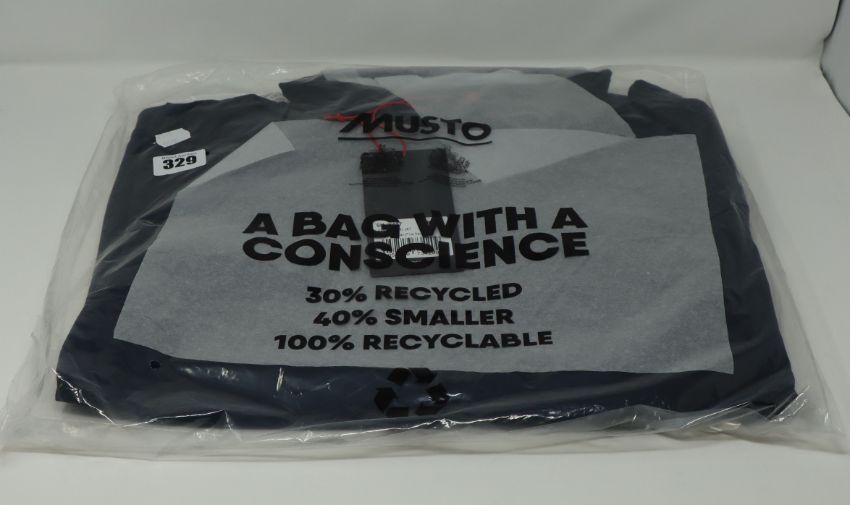 MUSTO
329
A BAG WITH A
CONSCIENCE
30% RECYCLED
40% SMALLER
100% RECYCLABLE